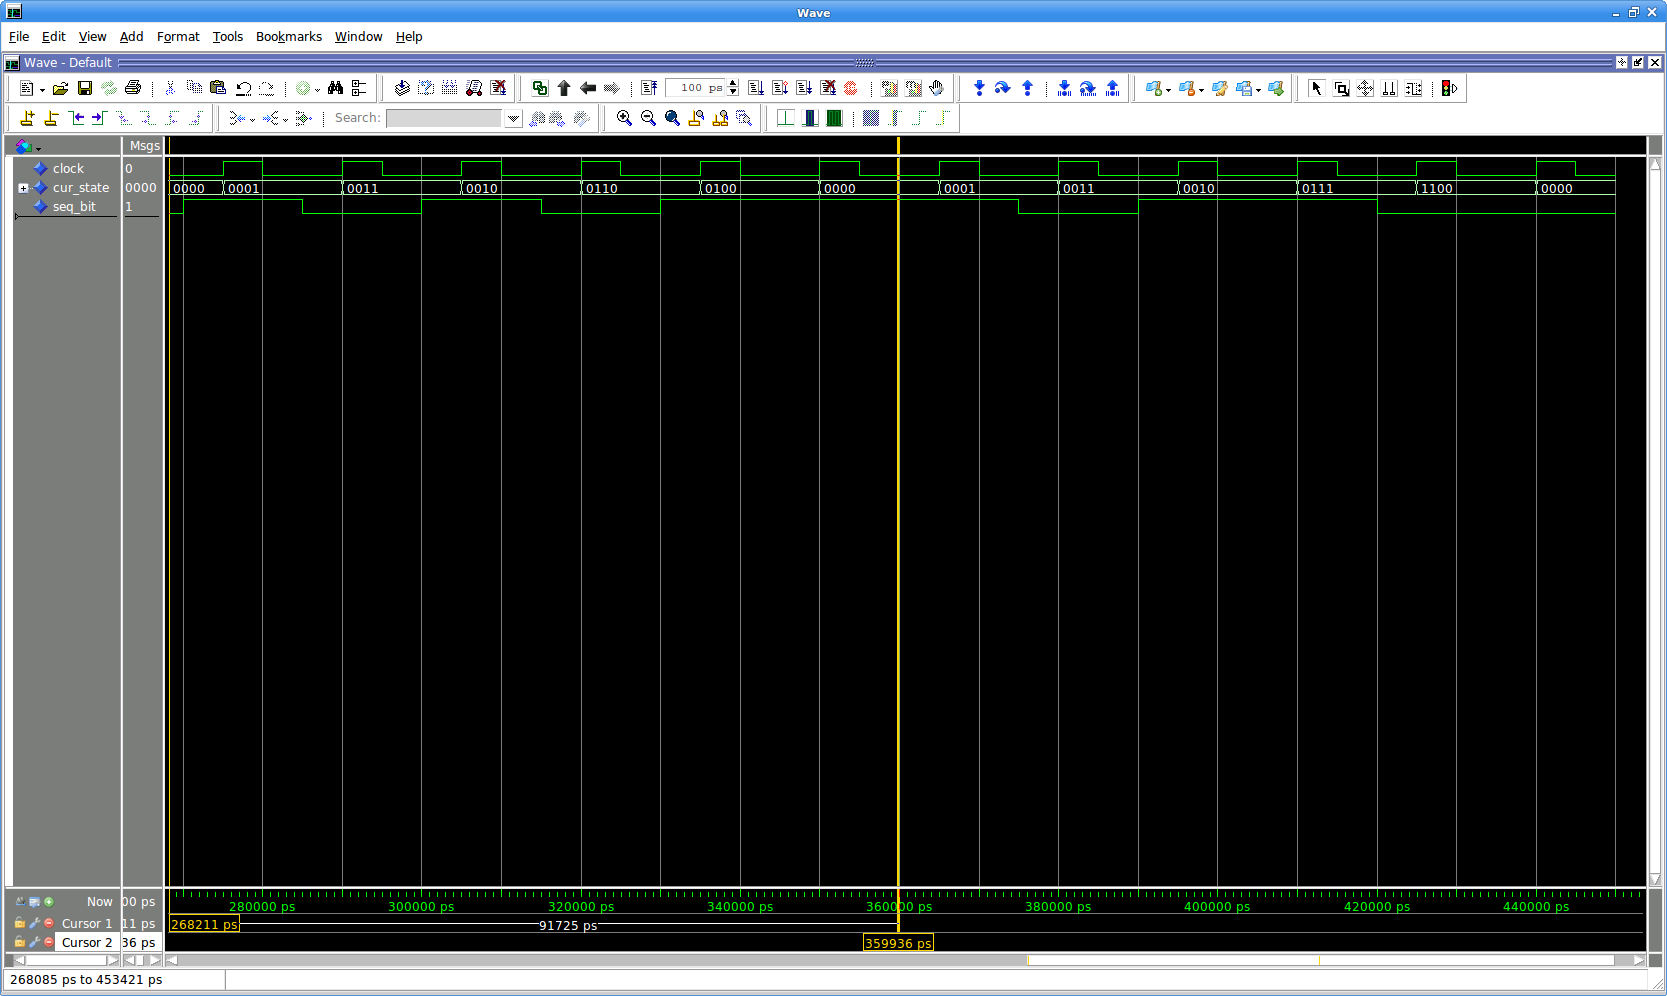 Wave
File Edit View Add Format Tools Bookmarks Window Help
Wave - Default
100 ps
Search:
Msgs
clock 0
cur_state 0000 0000 0001 0011 0010 0110 0100 0000 0001 0011 0010 0111 1100 0000
seq_bit 1
Now 00 ps 280000 ps 300000 ps 320000 ps 340000 ps 360000 ps 380000 ps 400000 ps 420000 ps 440000 ps
Cursor 1 11 ps 268211 ps 91725 ps
Cursor 2 36 ps 359936 ps
268085 ps to 453421 ps